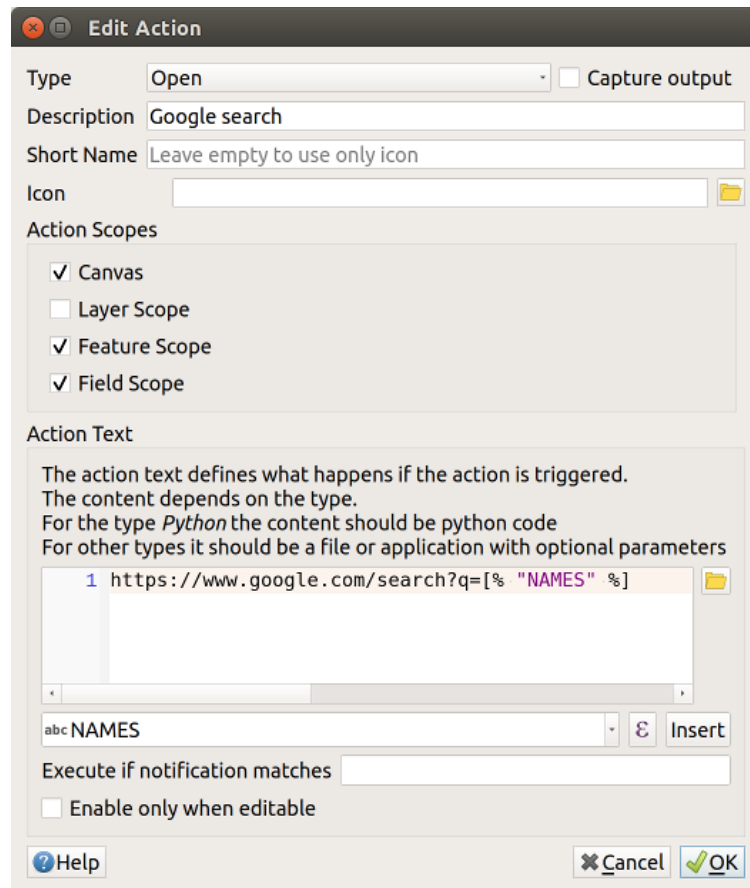 Edit Action
Type Open Capture output
Description Google search
Short Name Leave empty to use only icon
Icon
Action Scopes
Canvas
Layer Scope
Feature Scope
Field Scope
Action Text
The action text defines what happens if the action is triggered.
The content depends on the type.
For the type Python the content should be python code
For other types it should be a file or application with optional parameters
1 https://www.google.com/search?q=[% "NAMES" %]
abc NAMES ε Insert
Execute if notification matches
Enable only when editable
?Help Cancel OK